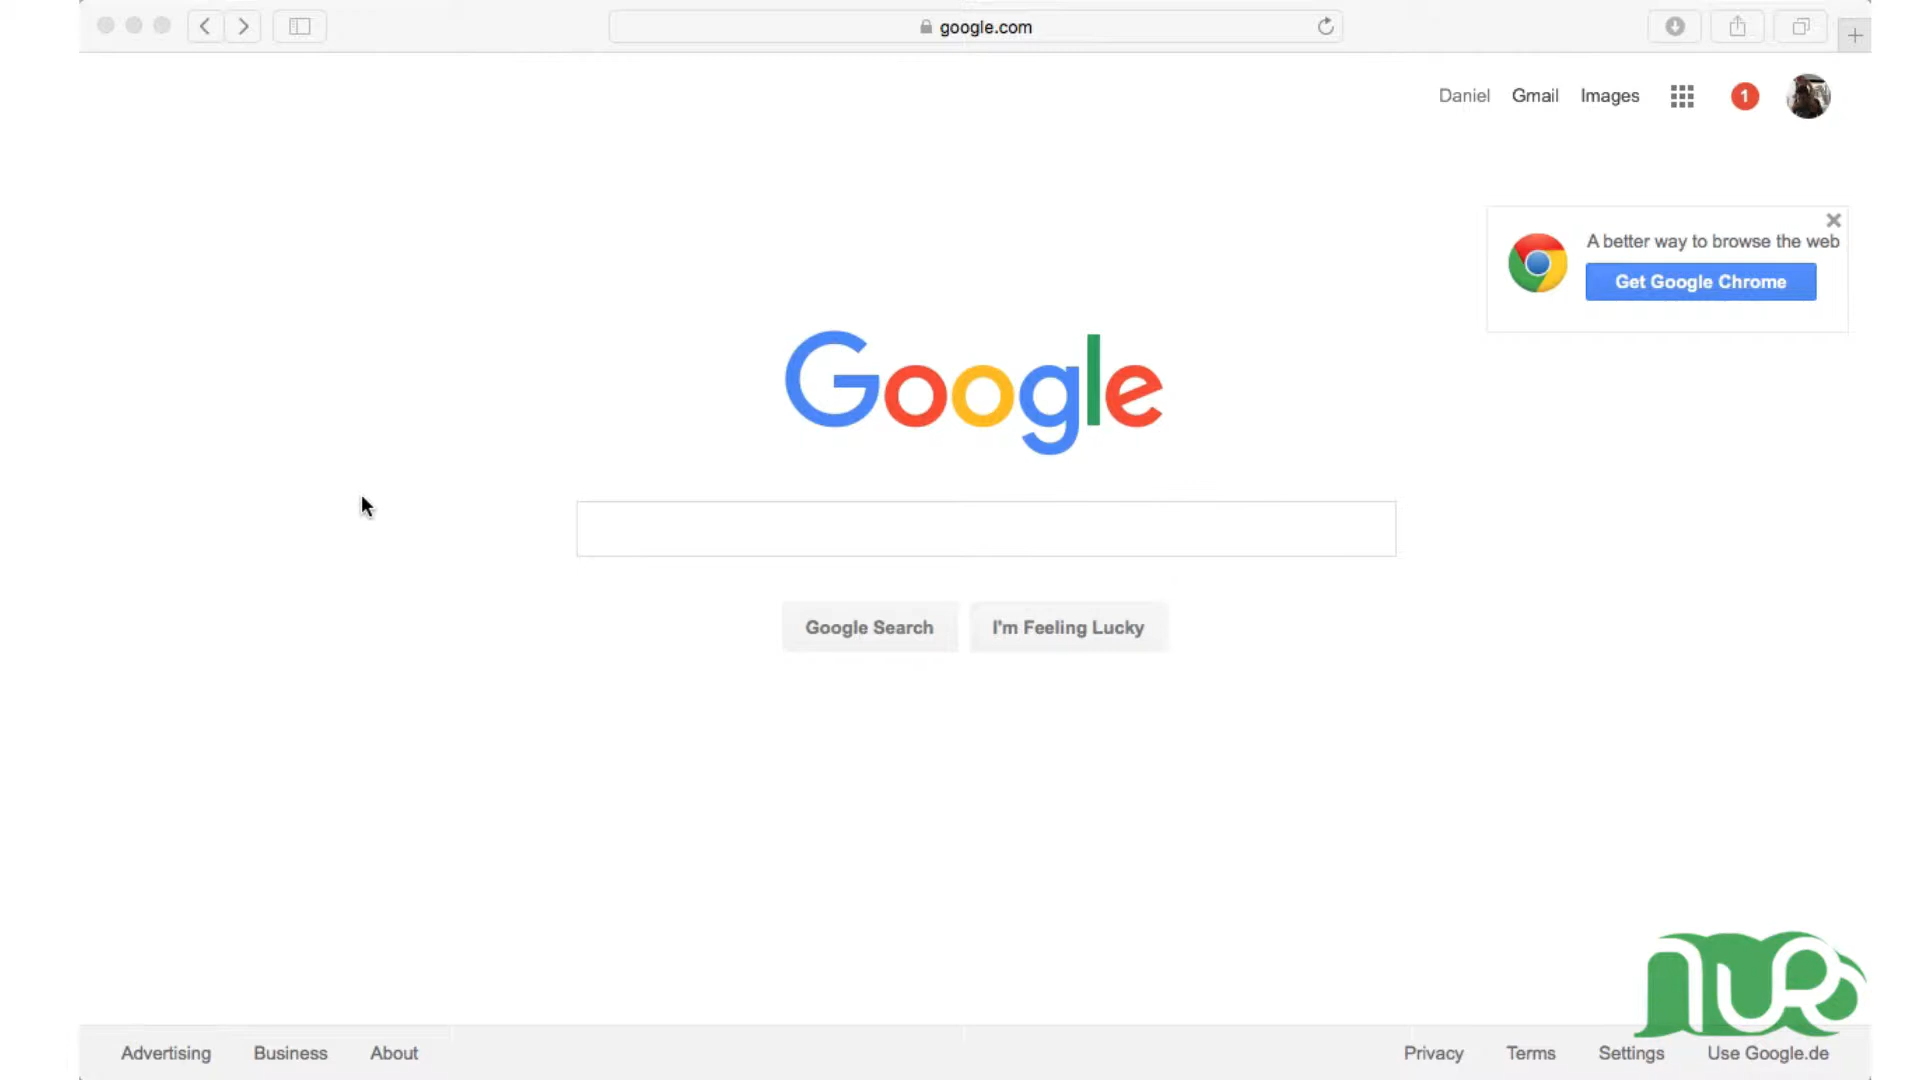 google.com
Daniel Gmail Images 1
A better way to browse the web
Get Google Chrome
Google
Google Search I'm Feeling Lucky
Advertising Business About Privacy Terms Settings Use Google.de